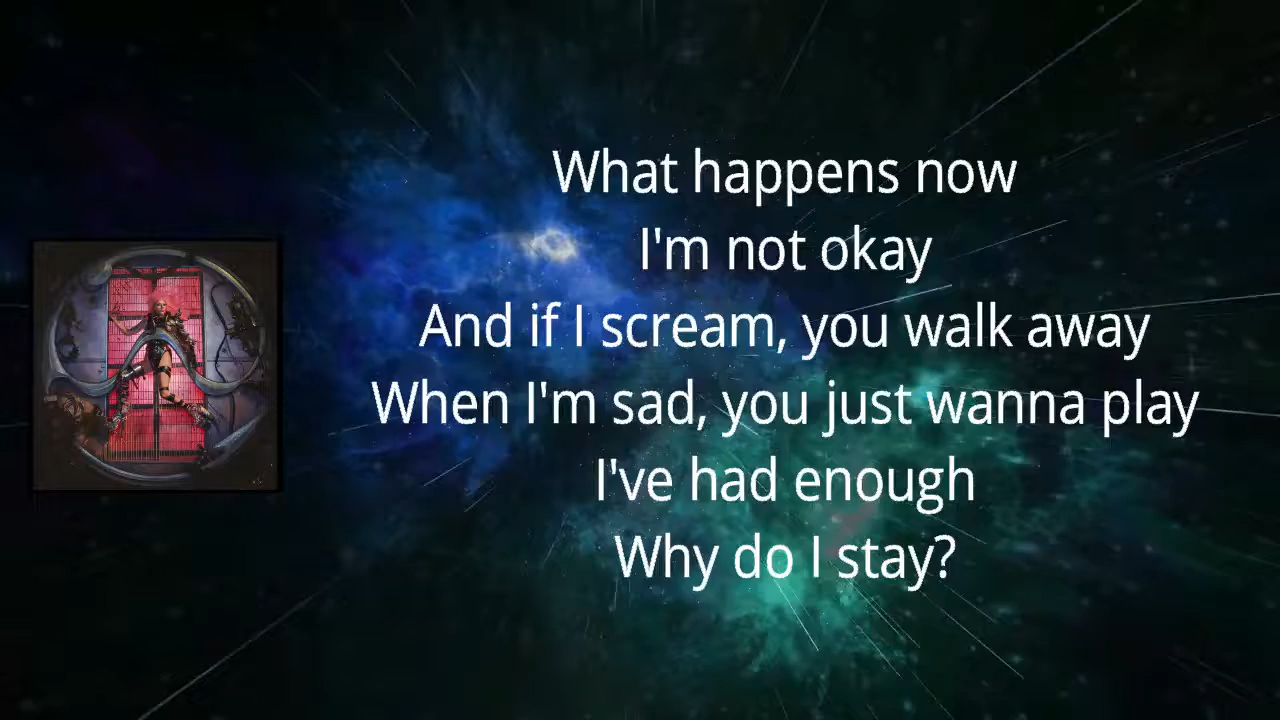 What happens now
I'm not okay
And if I scream, you walk away
When I'm sad, you just wanna play
I've had enough
Why do I stay?